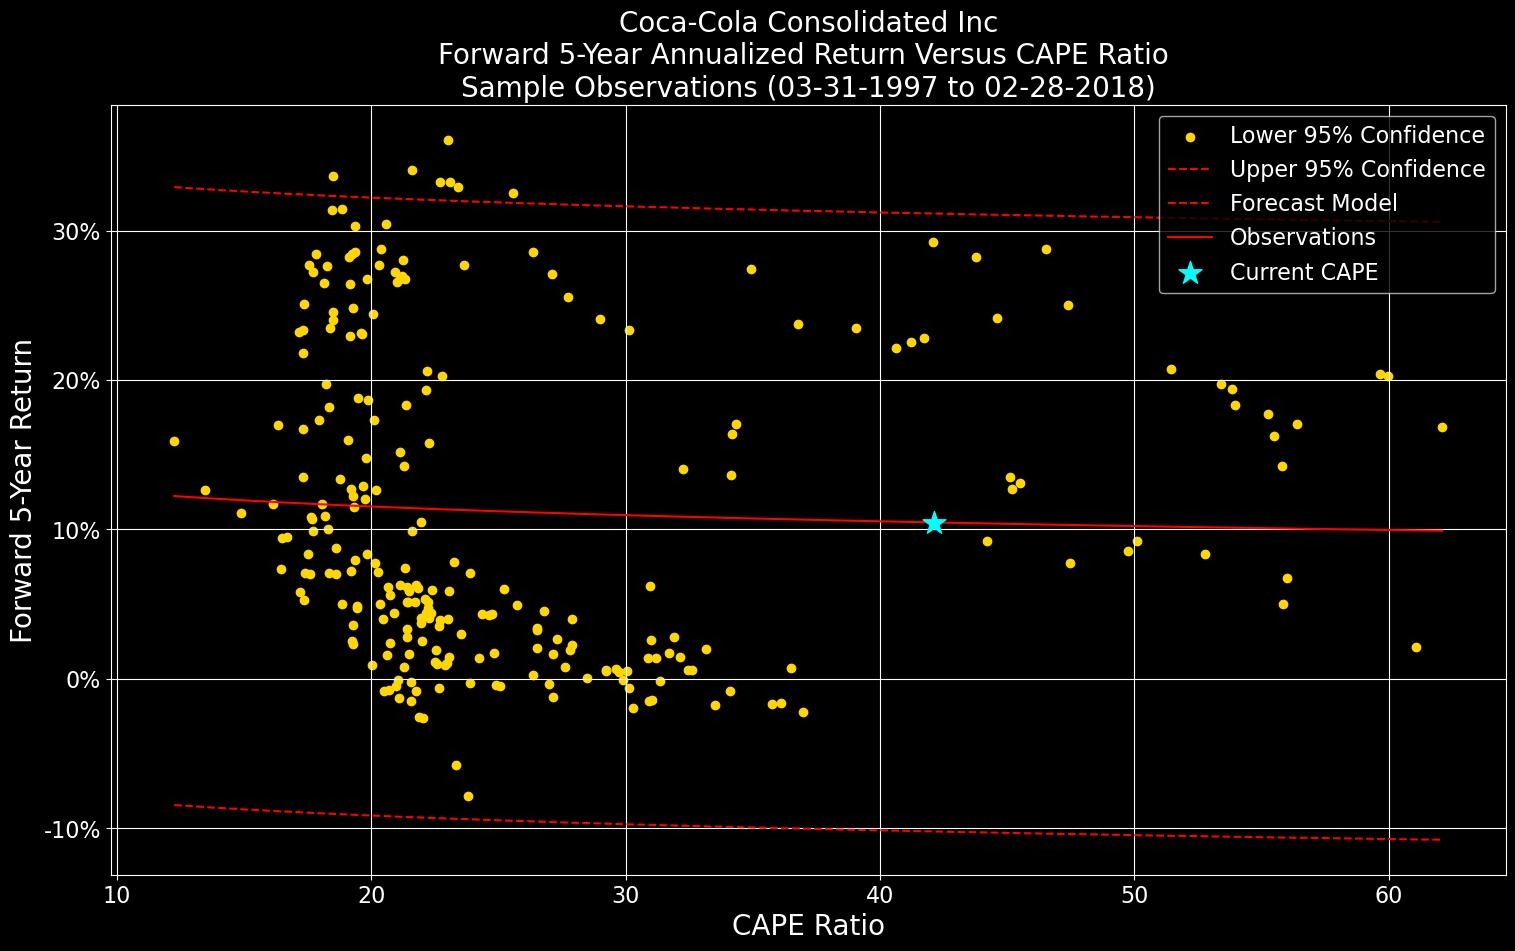 Coca-Cola Consolidated Inc
Forward 5-Year Annualized Return Versus CAPE Ratio
Sample Observations (03-31-1997 to 02-28-2018)
Lower 95% Confidence
Upper 95% Confidence
Forecast Model
Observations
Current CAPE
Forward 5-Year Return
30%
20%
10%
0%
-10%
10 20 30 40 50 60
CAPE Ratio